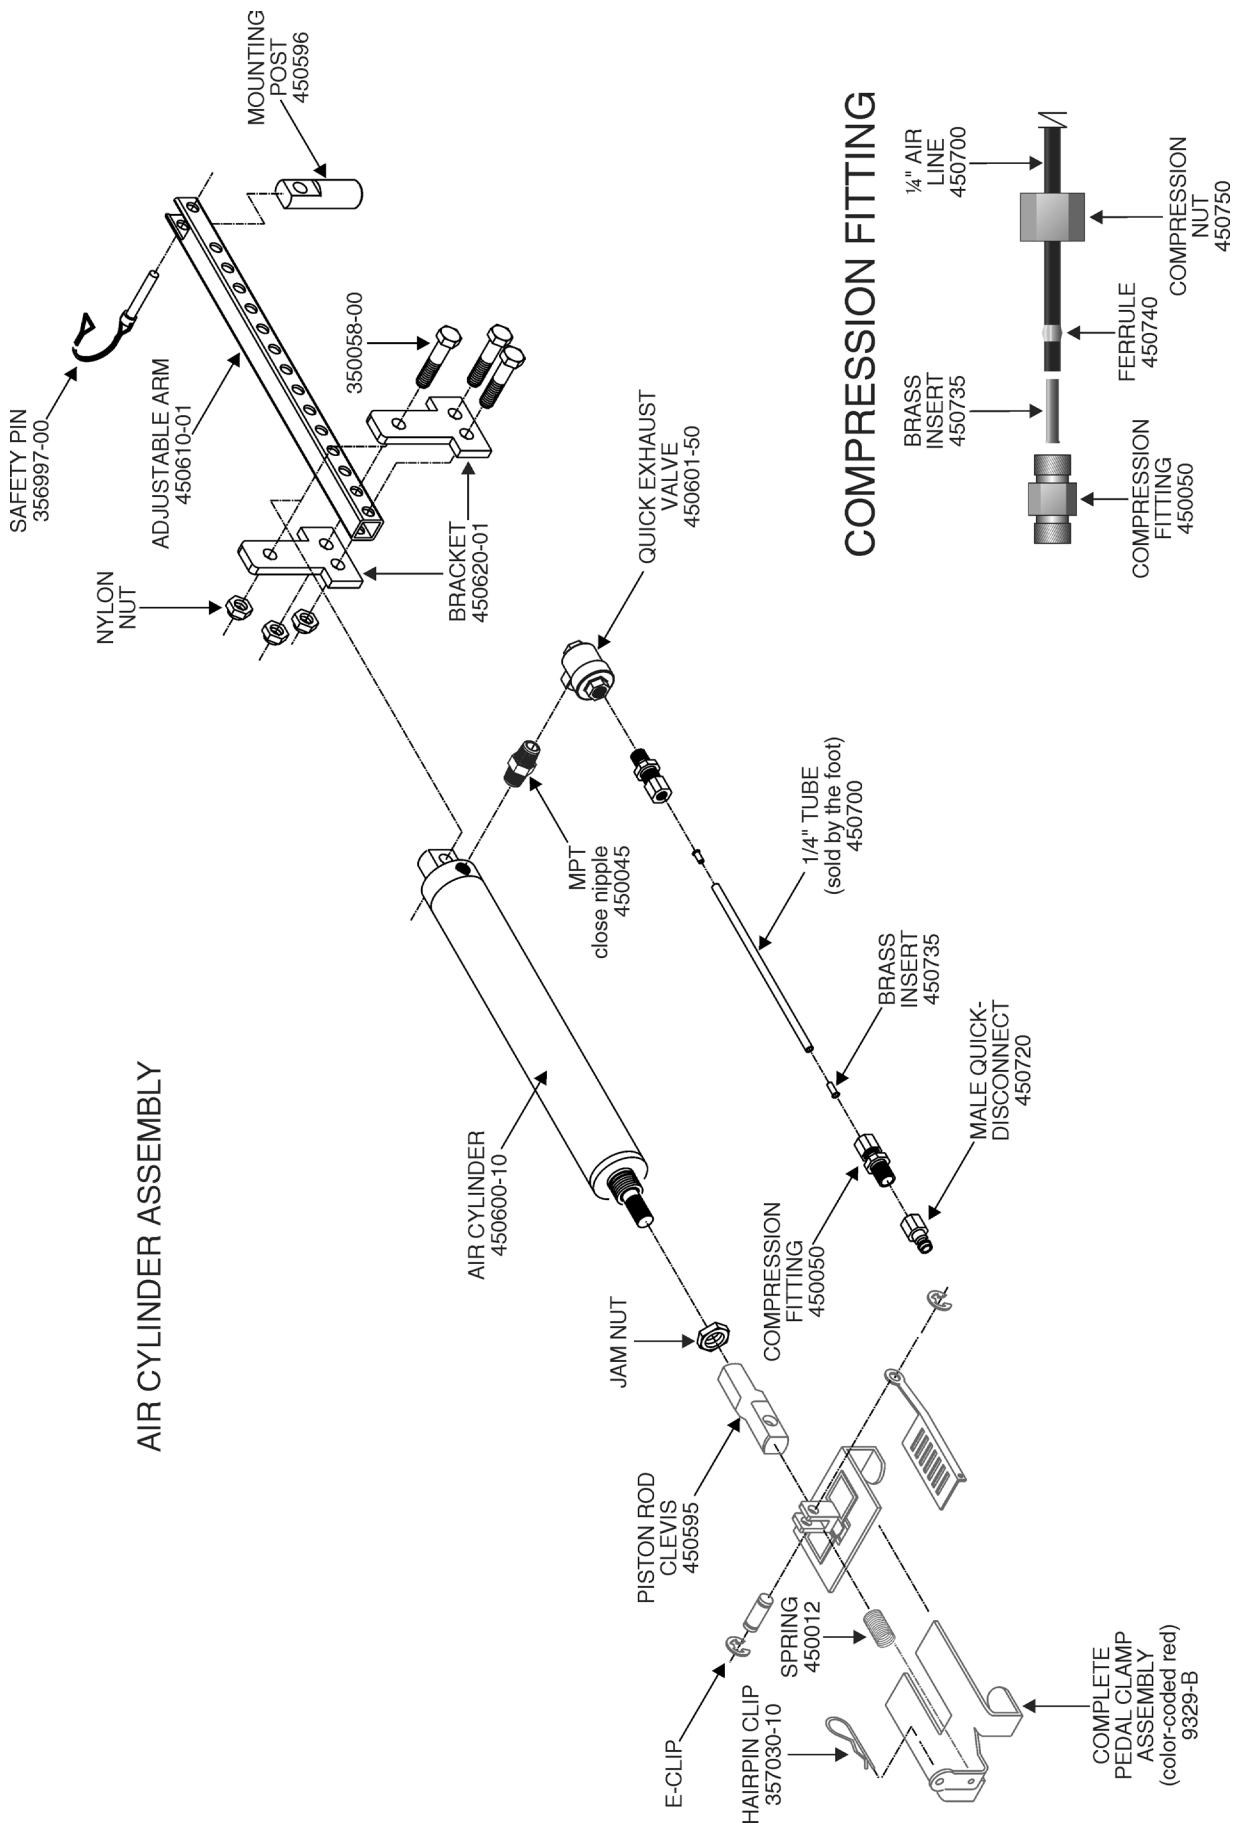 AIR CYLINDER ASSEMBLY
SAFETY PIN
356997-00
ADJUSTABLE ARM
450610-01
MOUNTING
POST
450596
NYLON
NUT
350058-00
BRACKET
450620-01
QUICK EXHAUST
VALVE
450601-50
MPT
close nipple
450045
1/4" TUBE
(sold by the foot)
450700
BRASS
INSERT
450735
MALE QUICK-
DISCONNECT
450720
AIR CYLINDER
450600-10
COMPRESSION
FITTING
450050
JAM NUT
PISTON ROD
CLEVIS
450595
SPRING
450012
E-CLIP
HAIRPIN CLIP
357030-10
COMPLETE
PEDAL CLAMP
ASSEMBLY
(color-coded red)
9329-B
COMPRESSION FITTING
COMPRESSION
FITTING
450050
BRASS
INSERT
450735
FERRULE
450740
COMPRESSION
NUT
450750
¼" AIR
LINE
450700